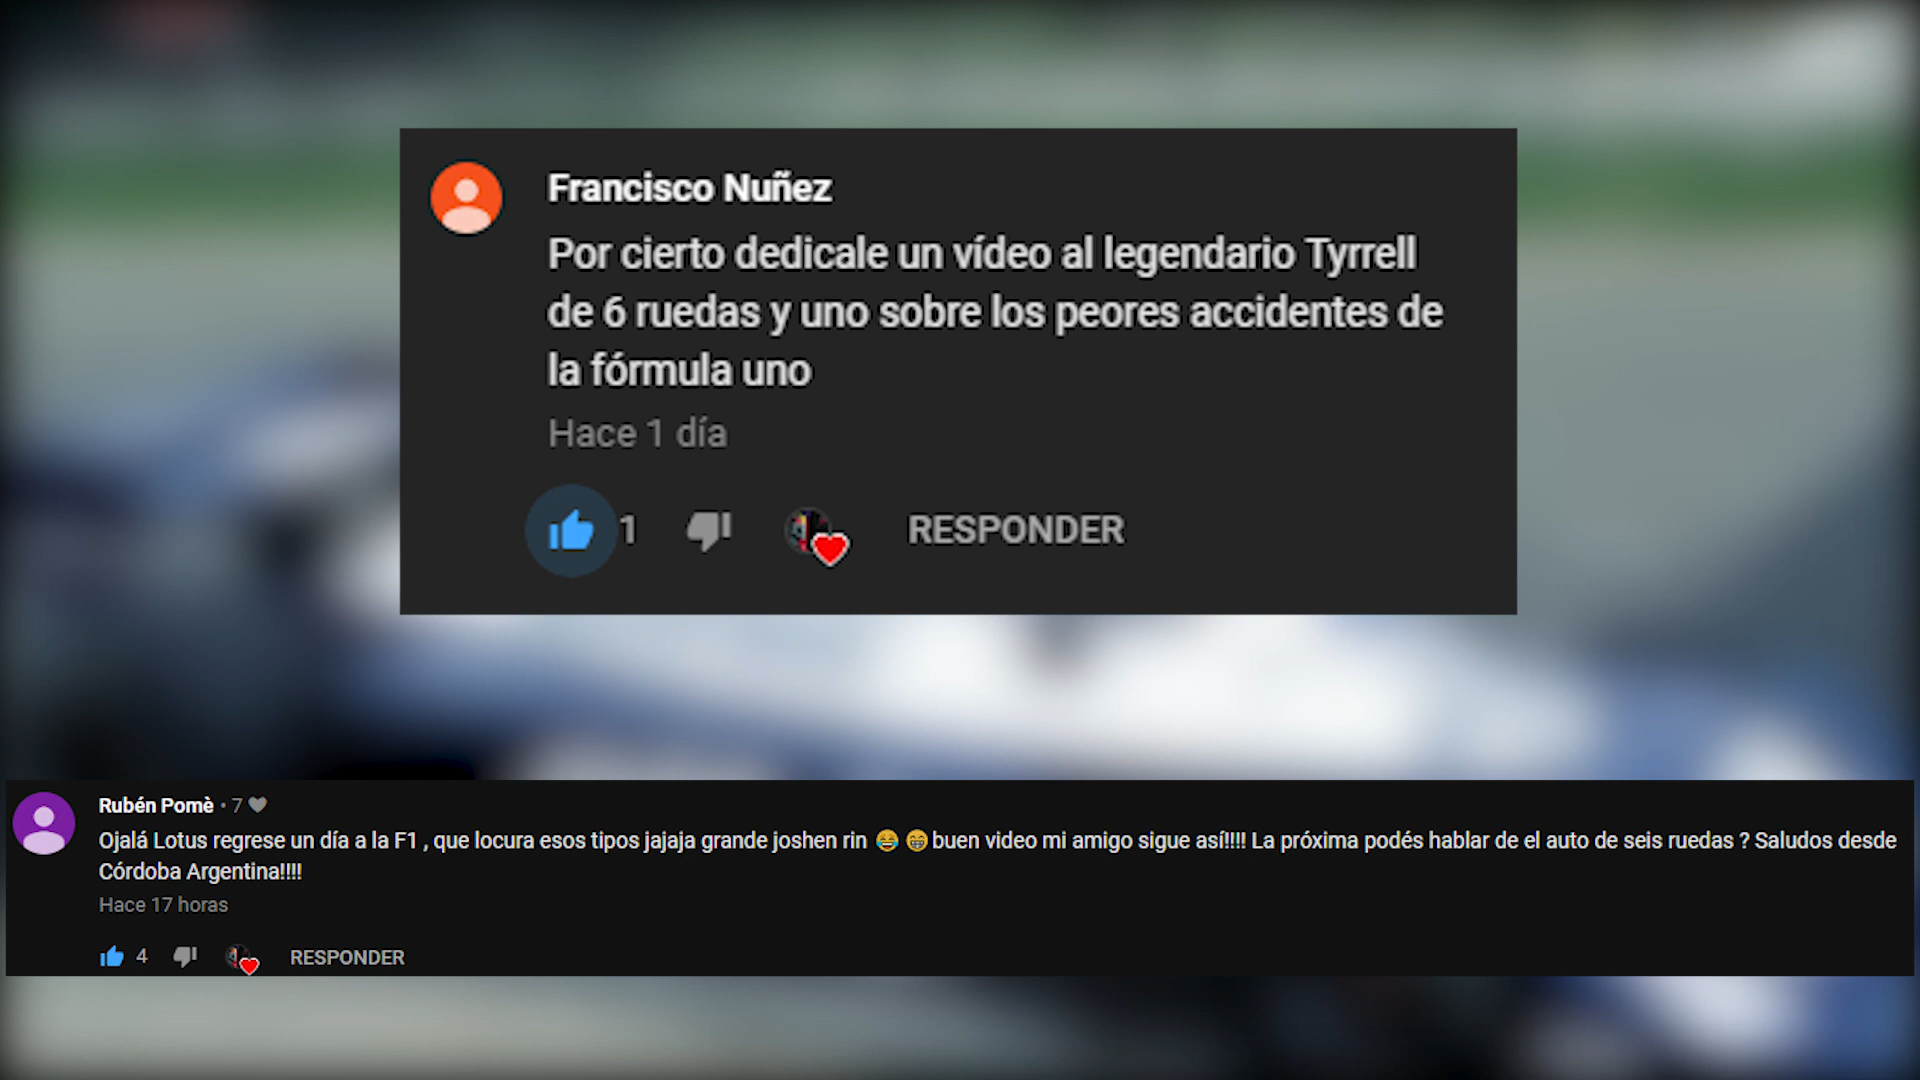 Francisco Nuñez
Por cierto dedicale un vídeo al legendario Tyrrell
de 6 ruedas y uno sobre los peores accidentes de
la fórmula uno
Hace 1 día
1 RESPONDER
Rubén Pomè • 7
Ojalá Lotus regrese un día a la F1 , que locura esos tipos jajaja grande joshen rin 😂 😁 buen video mi amigo sigue así!!!! La próxima podés hablar de el auto de seis ruedas ? Saludos desde
Córdoba Argentina!!!!
Hace 17 horas
4 RESPONDER